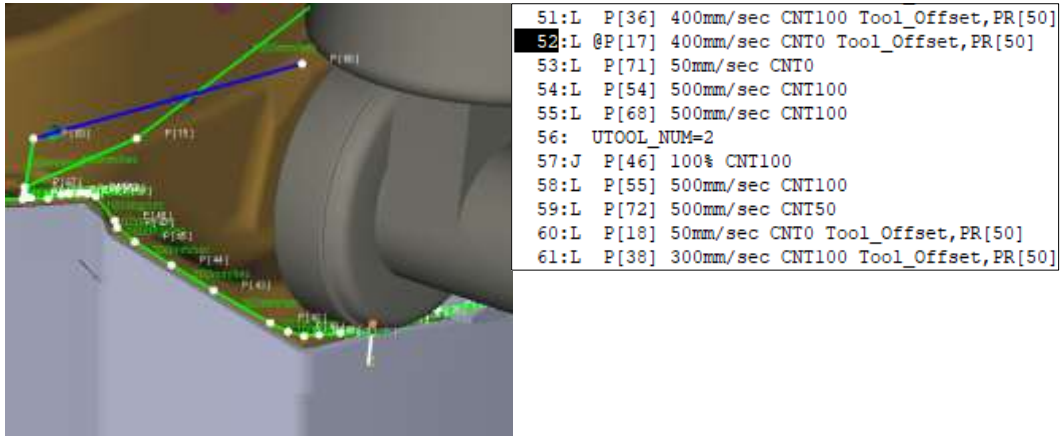 P[80]
P[15]
P[44]
P[43]
51:L P[36] 400mm/sec CNT100 Tool_Offset,PR[50]
52:L @P[17] 400mm/sec CNT0 Tool_Offset,PR[50]
53:L P[71] 50mm/sec CNT0
54:L P[54] 500mm/sec CNT100
55:L P[68] 500mm/sec CNT100
56: UTOOL_NUM=2
57:J P[46] 100% CNT100
58:L P[55] 500mm/sec CNT100
59:L P[72] 500mm/sec CNT50
60:L P[18] 50mm/sec CNT0 Tool_Offset,PR[50]
61:L P[38] 300mm/sec CNT100 Tool_Offset,PR[50]